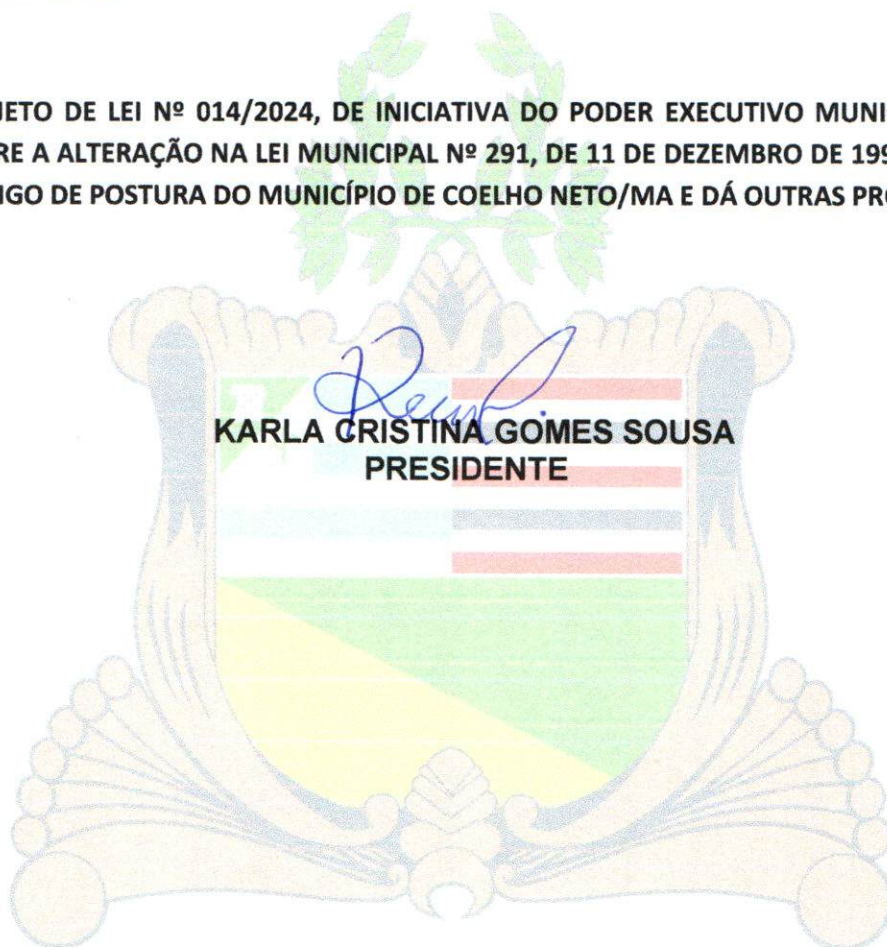 JETO DE LEI Nº 014/2024, DE INICIATIVA DO PODER EXECUTIVO MUNI
RE A ALTERAÇÃO NA LEI MUNICIPAL Nº 291, DE 11 DE DEZEMBRO DE 199
IGO DE POSTURA DO MUNICÍPIO DE COELHO NETO/MA E DÁ OUTRAS PRO
KARLA CRISTINA GOMES SOUSA
PRESIDENTE